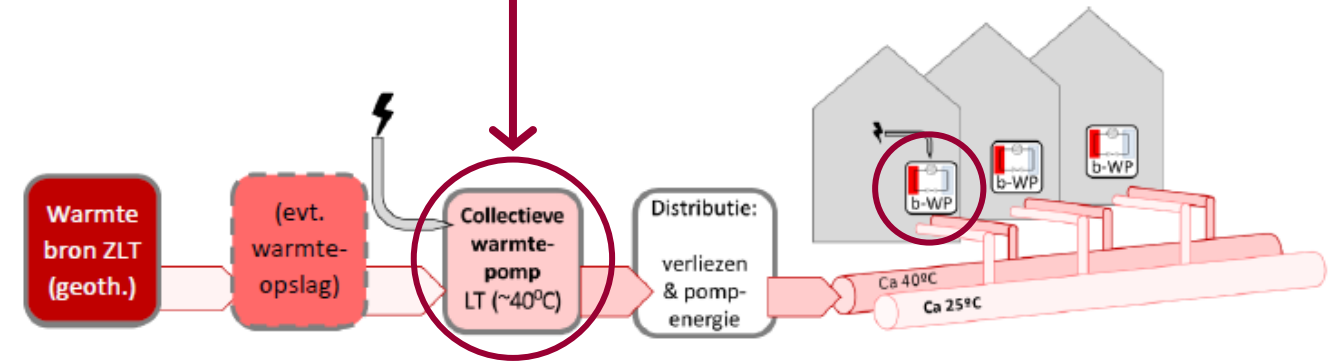 Warmte
bron ZLT
(geoth.)
(evt.
warmte-
opslag)
Collectieve
warmte-
pomp
LT (~40⁰C)
Distributie:
verliezen
& pomp-
energie
b-WP
b-WP
b-WP
Ca 40ºC
Ca 25ºC